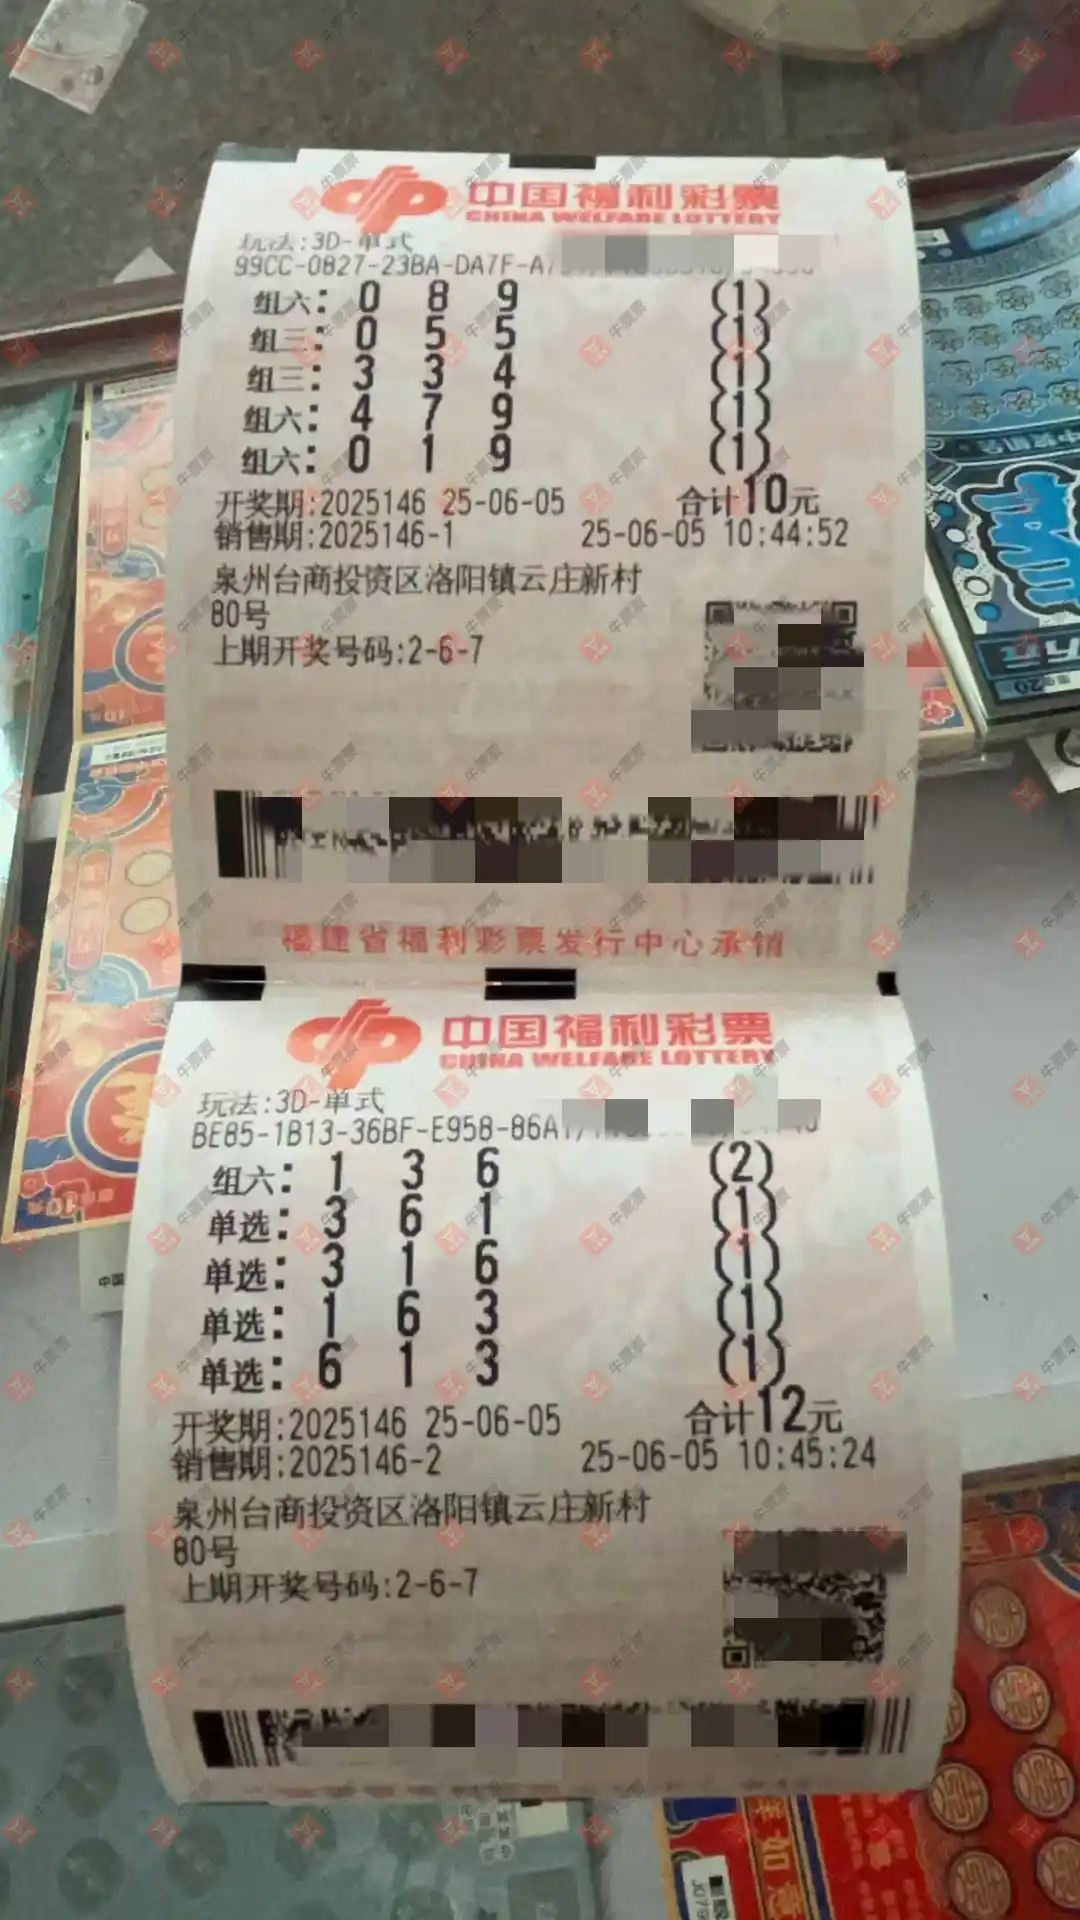 中国福利彩票
CHINA WELFARE LOTTERY
玩法:3D-单式
99CC-0827-23BA-DA7F-A
组六: 0 8 9 (1)
组三: 0 5 5 (1)
组三: 3 3 4 (1)
组六: 4 7 9 (1)
组六: 0 1 9 (1)
开奖期:2025146 25-06-05 合计10元
销售期:2025146-1 25-06-05 10:44:52
泉州台商投资区洛阳镇云庄新村
80号
上期开奖号码:2-6-7
福建省福利彩票发行中心承销
中国福利彩票
CHINA WELFARE LOTTERY
玩法:3D-单式
BE85-1B13-36BF-E958-86A
组六: 1 3 6 (2)
单选: 3 6 1 (1)
单选: 3 1 6 (1)
单选: 1 6 3 (1)
单选: 6 1 3 (1)
开奖期:2025146 25-06-05 合计12元
销售期:2025146-2 25-06-05 10:45:24
泉州台商投资区洛阳镇云庄新村
80号
上期开奖号码:2-6-7
牛票票